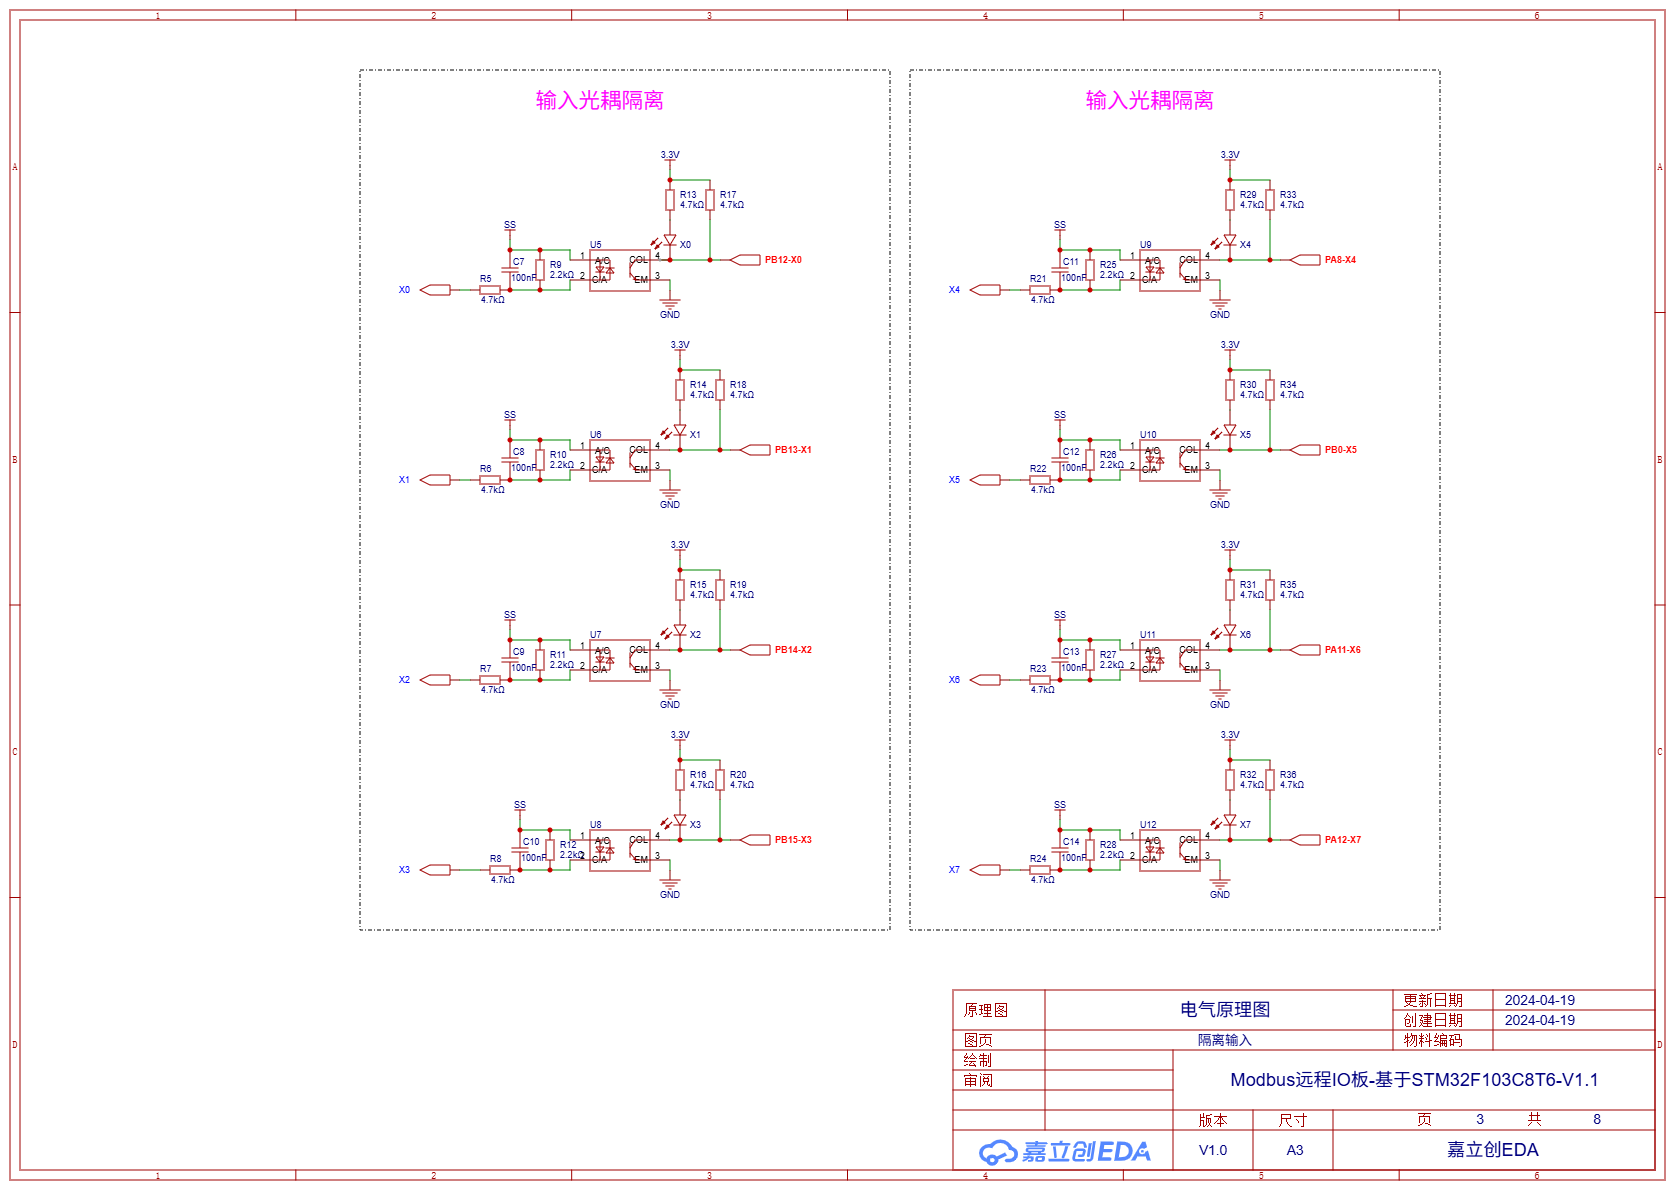 1 2 3 4 5 6
输入光耦隔离 输入光耦隔离
A A
3.3V 3.3V
R13 R17 R29 R33
4.7kΩ 4.7kΩ 4.7kΩ 4.7kΩ
SS SS
U5 X0 U9 X4
C7 R9 1 A/C COL 4 PB12-X0 C11 R25 1 A/C COL 4 PA8-X4
100nF 2.2kΩ 2 C/A EM 3 100nF 2.2kΩ 2 C/A EM 3
X0 R5 X4 R21
4.7kΩ 4.7kΩ
GND GND
3.3V 3.3V
R14 R18 R30 R34
4.7kΩ 4.7kΩ 4.7kΩ 4.7kΩ
SS SS
U6 X1 U10 X5
C8 R10 1 A/C COL 4 PB13-X1 C12 R26 1 A/C COL 4 PB0-X5
B B
100nF 2.2kΩ 2 C/A EM 3 100nF 2.2kΩ 2 C/A EM 3
X1 R6 X5 R22
4.7kΩ 4.7kΩ
GND GND
3.3V 3.3V
R15 R19 R31 R35
4.7kΩ 4.7kΩ 4.7kΩ 4.7kΩ
SS SS
U7 X2 U11 X6
C9 R11 1 A/C COL 4 PB14-X2 C13 R27 1 A/C COL 4 PA11-X6
100nF 2.2kΩ 2 C/A EM 3 100nF 2.2kΩ 2 C/A EM 3
X2 R7 X6 R23
4.7kΩ 4.7kΩ
GND GND
3.3V 3.3V
C C
R16 R20 R32 R36
4.7kΩ 4.7kΩ 4.7kΩ 4.7kΩ
SS SS
U8 X3 U12 X7
C10 R12 1 A/C COL 4 PB15-X3 C14 R28 1 A/C COL 4 PA12-X7
100nF 2.2kΩ 2 C/A EM 3 100nF 2.2kΩ 2 C/A EM 3
X3 R8 X7 R24
4.7kΩ 4.7kΩ
GND GND
原理图 电气原理图 更新日期 2024-04-19
创建日期 2024-04-19
图页 隔离输入 物料编码
D D
绘制
审阅 Modbus远程IO板-基于STM32F103C8T6-V1.1
版本 尺寸 页 3 共 8
嘉立创EDA V1.0 A3 嘉立创EDA
1 2 3 4 5 6